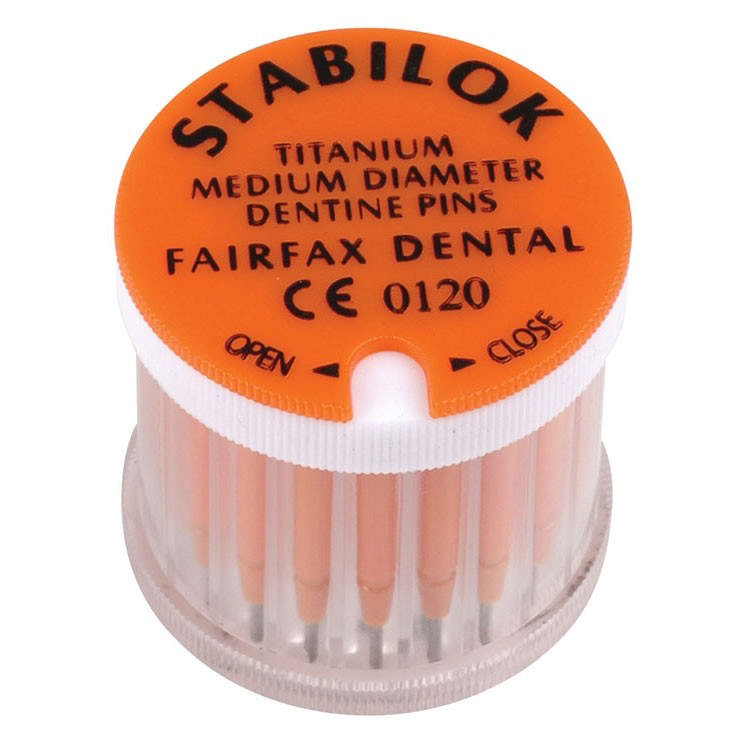 STABILOK
TITANIUM
MEDIUM DIAMETER
DENTINE PINS
FAIRFAX DENTAL
CE 0120
OPEN ◄ ► CLOSE